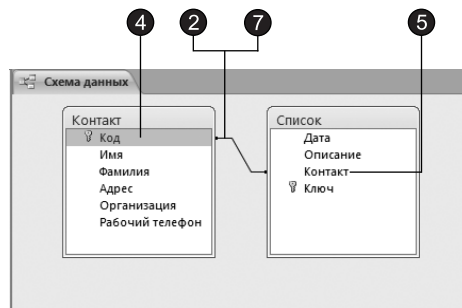 4 2 7 5
Схема данных
Контакт
Код
Имя
Фамилия
Адрес
Организация
Рабочий телефон
Список
Дата
Описание
Контакт
Ключ